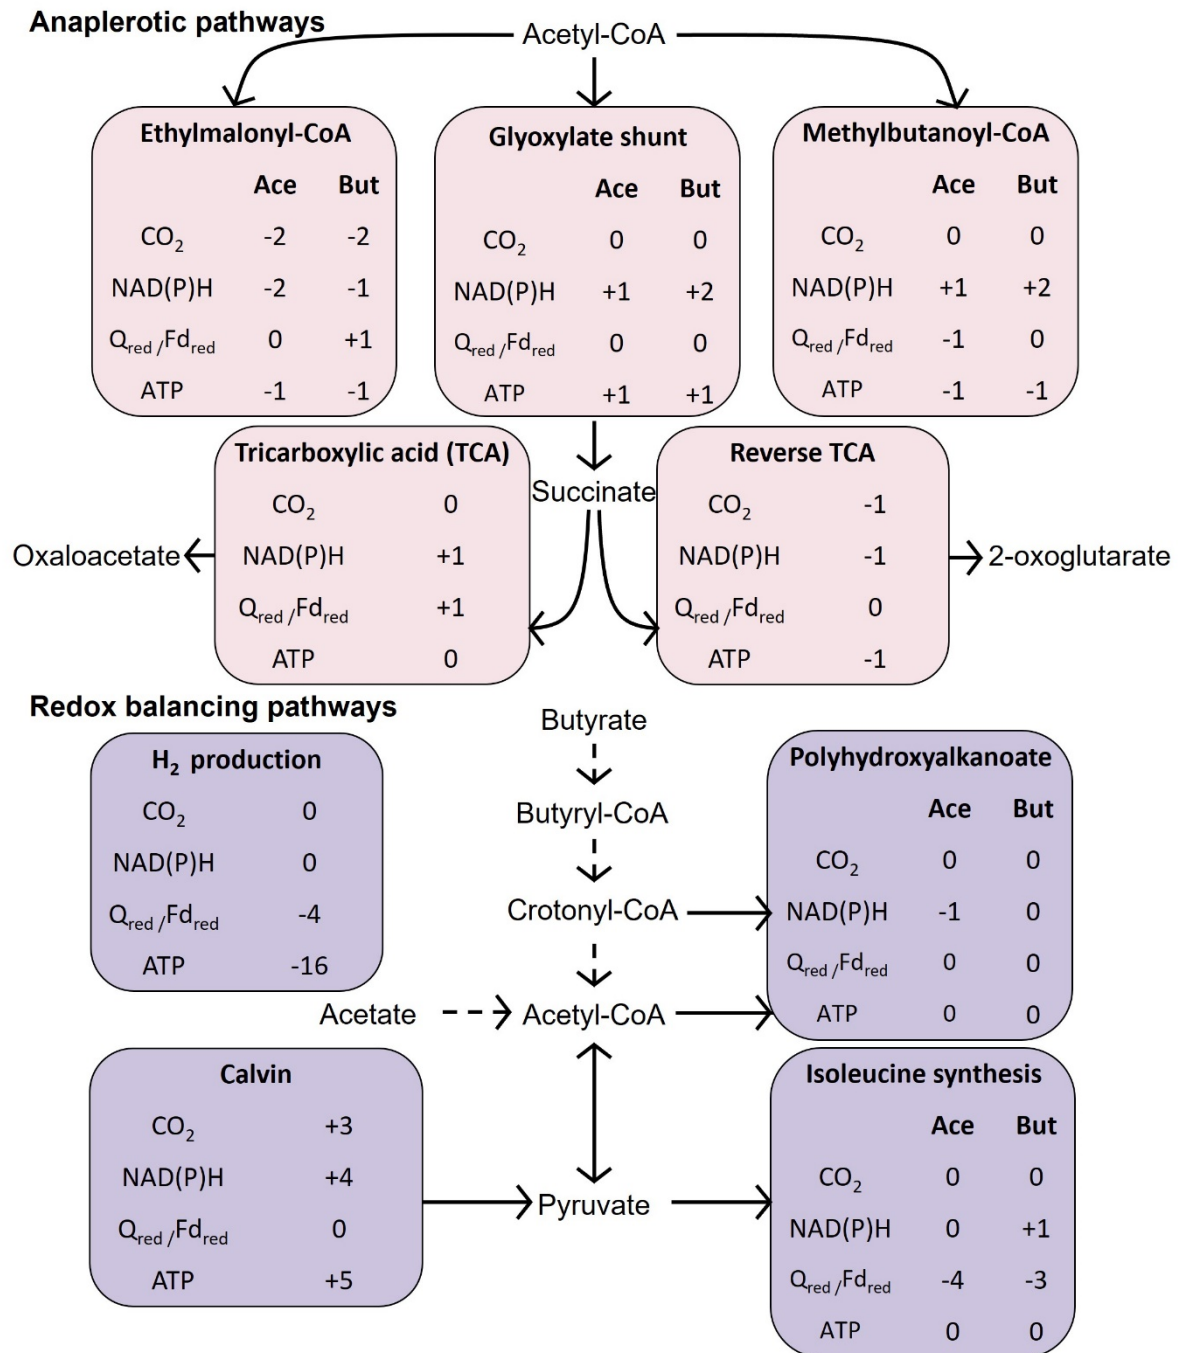 Anaplerotic pathways
Acetyl-CoA
Ethylmalonyl-CoA
Ace But
CO2 -2 -2
NAD(P)H -2 -1
Qred/Fdred 0 +1
ATP -1 -1
Glyoxylate shunt
Ace But
CO2 0 0
NAD(P)H +1 +2
Qred/Fdred 0 0
ATP +1 +1
Methylbutanoyl-CoA
Ace But
CO2 0 0
NAD(P)H +1 +2
Qred/Fdred -1 0
ATP -1 -1
Tricarboxylic acid (TCA)
CO2 0
NAD(P)H +1
Qred/Fdred +1
ATP 0
Succinate
Reverse TCA
CO2 -1
NAD(P)H -1
Qred/Fdred 0
ATP -1
Oxaloacetate
2-oxoglutarate
Redox balancing pathways
H2 production
CO2 0
NAD(P)H 0
Qred/Fdred -4
ATP -16
Butyrate
Butyryl-CoA
Crotonyl-CoA
Acetate
Acetyl-CoA
Polyhydroxyalkanoate
Ace But
CO2 0 0
NAD(P)H -1 0
Qred/Fdred 0 0
ATP 0 0
Calvin
CO2 +3
NAD(P)H +4
Qred/Fdred 0
ATP +5
Pyruvate
Isoleucine synthesis
Ace But
CO2 0 0
NAD(P)H 0 +1
Qred/Fdred -4 -3
ATP 0 0